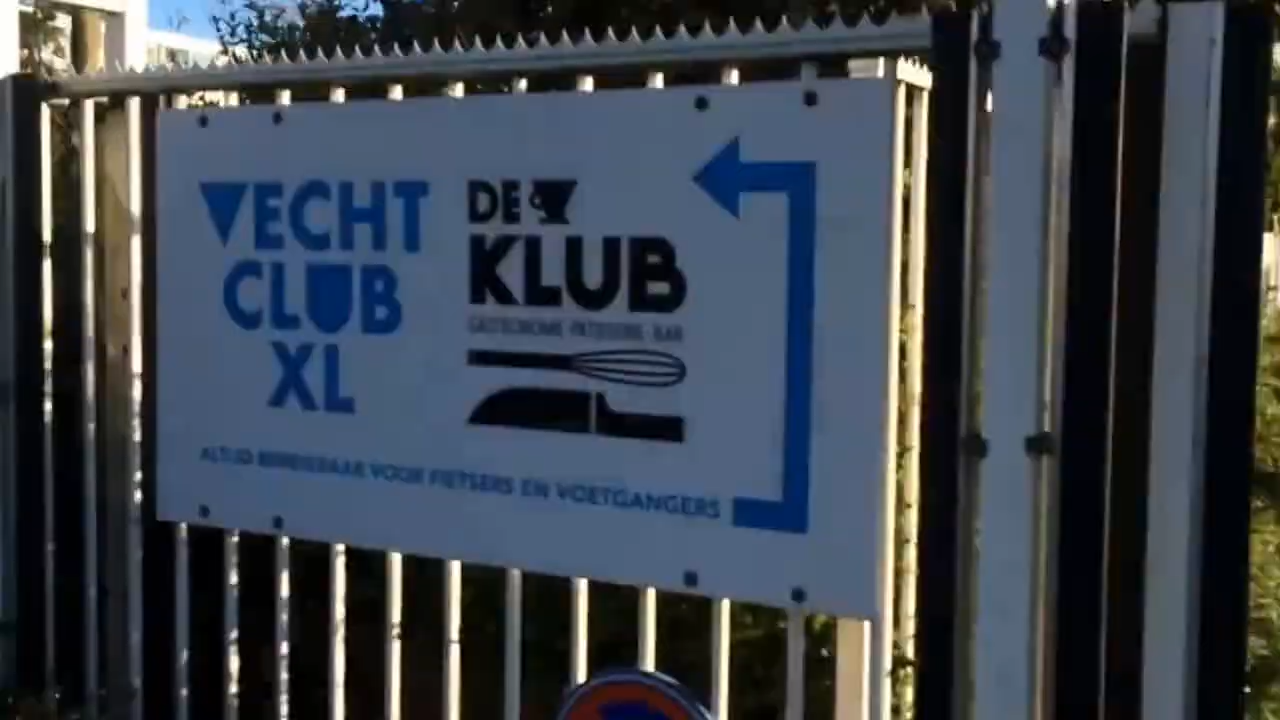 VECHT
CLUB
XL
DE
KLUB
GASTRONOMIE PATISSERIE BAR
ALTIJD BEREIKBAAR VOOR FIETSERS EN VOETGANGERS